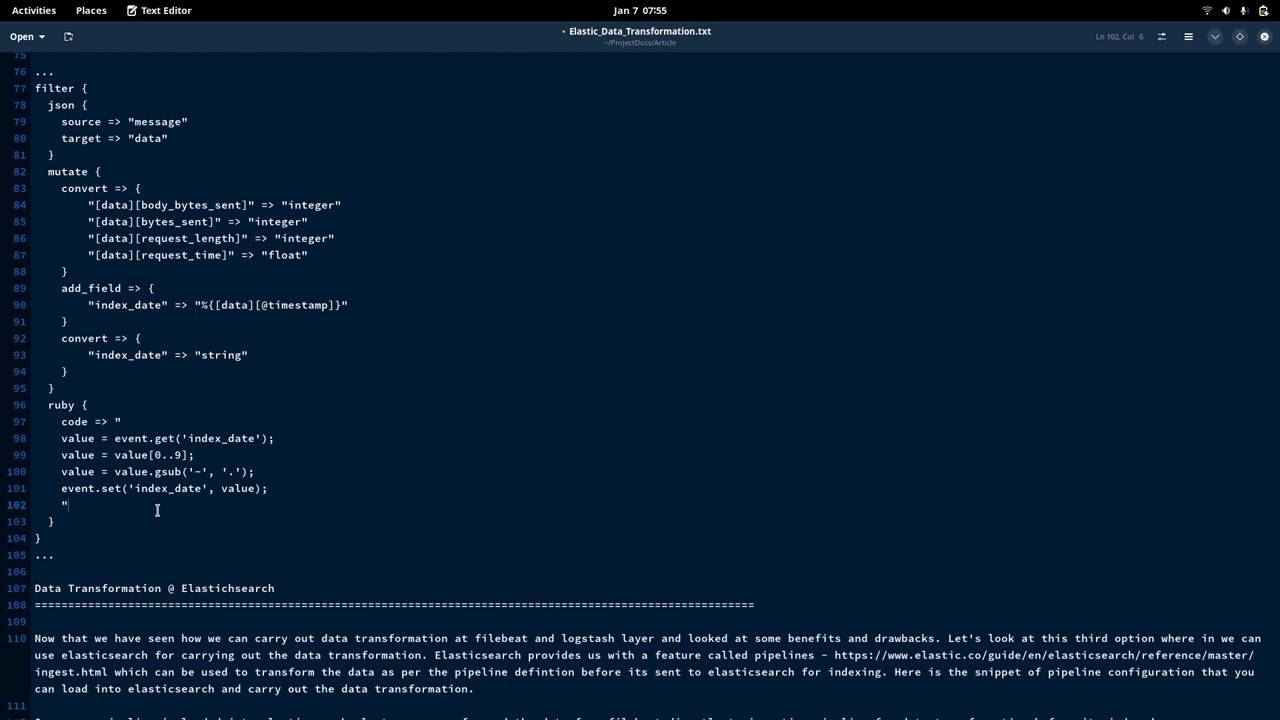 Activities Places Text Editor Jan 7 07:55
Open • Elastic_Data_Transformation.txt Ln 102, Col 6
~/ProjectDocs/Article
75
76 ...
77 filter {
78 json {
79 source => "message"
80 target => "data"
81 }
82 mutate {
83 convert => {
84 "[data][body_bytes_sent]" => "integer"
85 "[data][bytes_sent]" => "integer"
86 "[data][request_length]" => "integer"
87 "[data][request_time]" => "float"
88 }
89 add_field => {
90 "index_date" => "%{[data][@timestamp]}"
91 }
92 convert => {
93 "index_date" => "string"
94 }
95 }
96 ruby {
97 code => "
98 value = event.get('index_date');
99 value = value[0..9];
100 value = value.gsub('-', '.');
101 event.set('index_date', value);
102 "
103 }
104 }
105 ...
106
107 Data Transformation @ Elastichsearch
108 ============================================================================================================
109
110 Now that we have seen how we can carry out data transformation at filebeat and logstash layer and looked at some benefits and drawbacks. Let's look at this third option where in we can
use elasticsearch for carrying out the data transformation. Elasticsearch provides us with a feature called pipelines - https://www.elastic.co/guide/en/elasticsearch/reference/master/
ingest.html which can be used to transform the data as per the pipeline defintion before its sent to elasticsearch for indexing. Here is the snippet of pipeline configuration that you
can load into elasticsearch and carry out the data transformation.
111